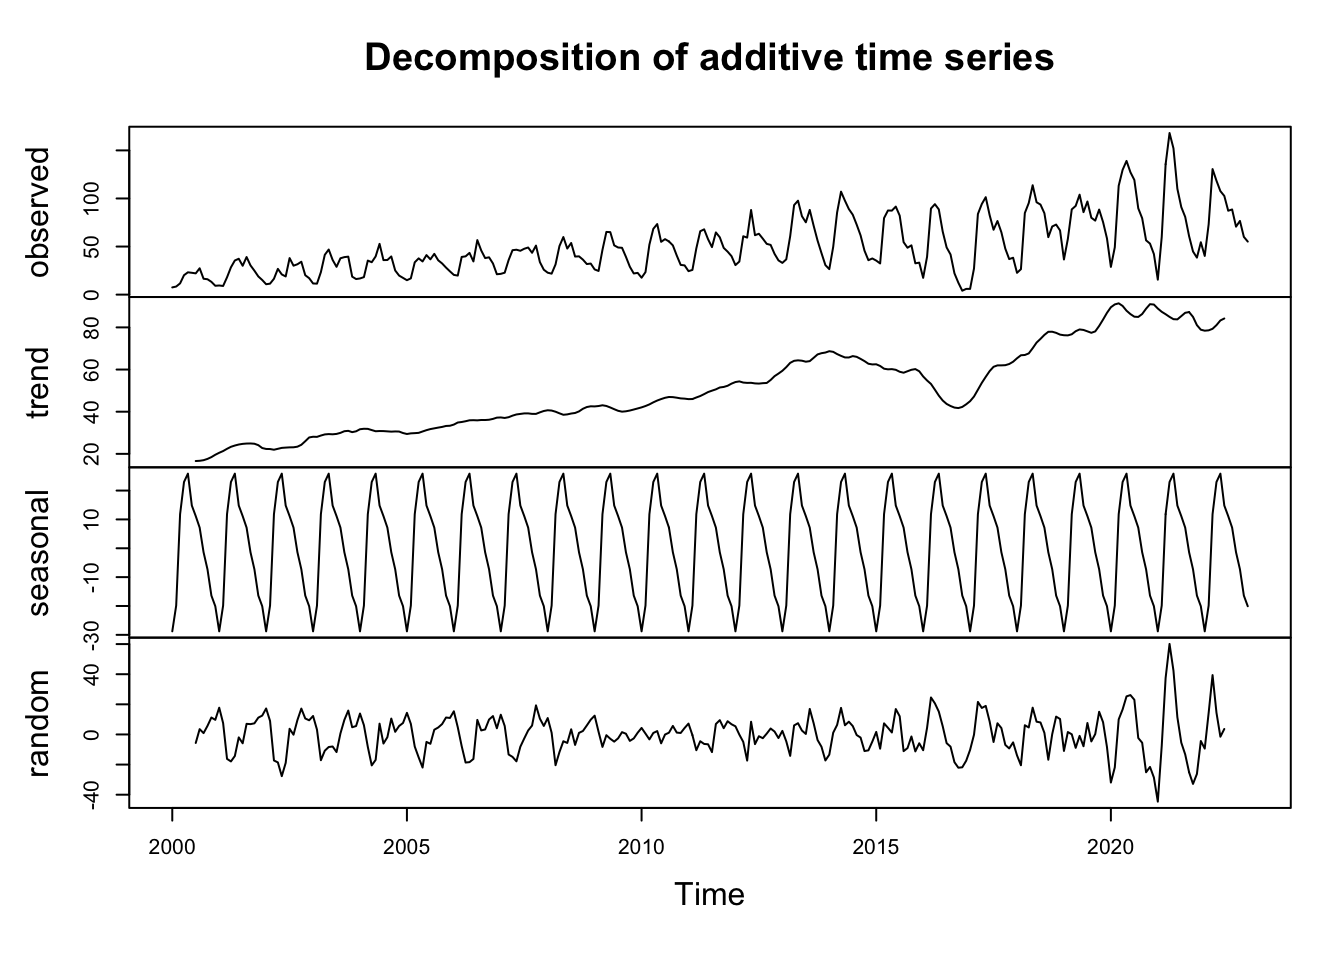 Decomposition of additive time series
observed
0 50 100
trend
20 40 60 80
seasonal
-30 -10 10
random
-40 0 40
2000 2005 2010 2015 2020
Time